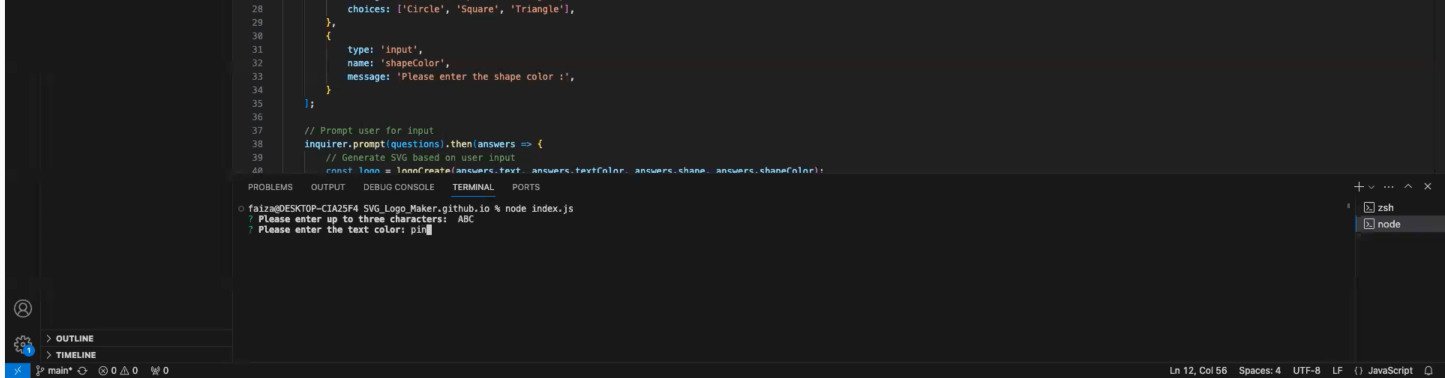 28 choices: ['Circle', 'Square', 'Triangle'],
29 },
30 {
31 type: 'input',
32 name: 'shapeColor',
33 message: 'Please enter the shape color :',
34 }
35 ];
36
37 // Prompt user for input
38 inquirer.prompt(questions).then(answers => {
39 // Generate SVG based on user input
40 const logo = logoCreate(answers.text, answers.textColor, answers.shape, answers.shapeColor);
PROBLEMS OUTPUT DEBUG CONSOLE TERMINAL PORTS
faiza@DESKTOP-CIA25F4 SVG_Logo_Maker.github.io % node index.js
? Please enter up to three characters: ABC
? Please enter the text color: pin
zsh
node
OUTLINE
1
TIMELINE
main* 0 0 0 Ln 12, Col 56 Spaces: 4 UTF-8 LF {} JavaScript